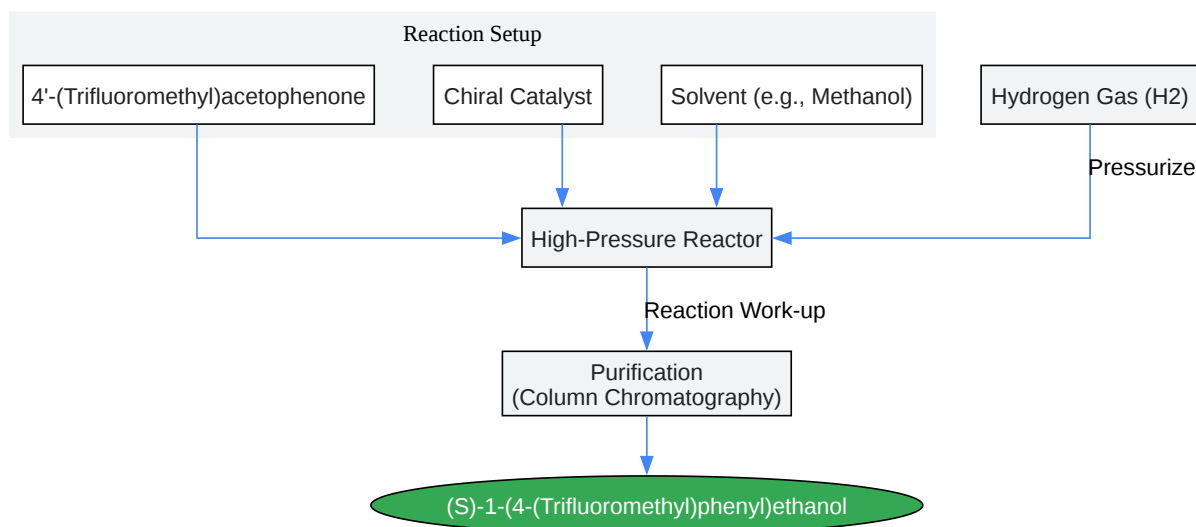 Reaction Setup
4'-(Trifluoromethyl)acetophenone
Chiral Catalyst
Solvent (e.g., Methanol)
Hydrogen Gas (H2)
Pressurize
High-Pressure Reactor
Reaction Work-up
Purification
(Column Chromatography)
(S)-1-(4-(Trifluoromethyl)phenyl)ethanol